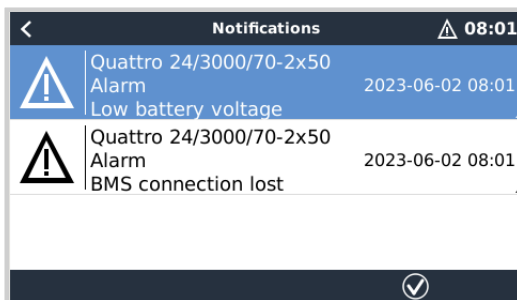 Notifications 08:01
Quattro 24/3000/70-2x50
Alarm 2023-06-02 08:01
Low battery voltage
Quattro 24/3000/70-2x50
Alarm 2023-06-02 08:01
BMS connection lost